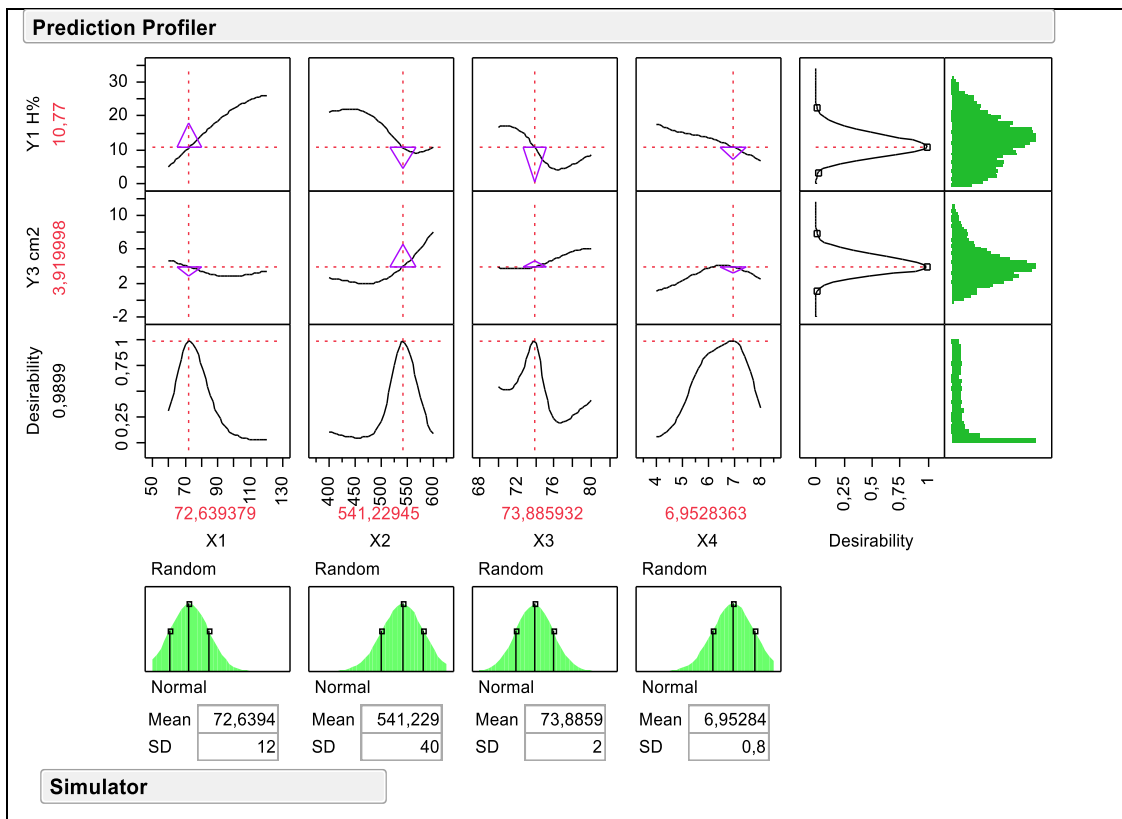 Prediction Profiler
Y1 H%
10,77
30
20
10
0
Y3 cm2
3,919998
10
6
2
-2
Desirability
0,9899
1
0,75
0,25
0
50 70 90 110 130
400 450 500 550 600
68 72 76 80
4 5 6 7 8
0 0,25 0,5 0,75 1
72,639379 541,22945 73,885932 6,9528363
X1 X2 X3 X4 Desirability
Random Random Random Random
Normal Normal Normal Normal
Mean 72,6394 Mean 541,229 Mean 73,8859 Mean 6,95284
SD 12 SD 40 SD 2 SD 0,8
Simulator